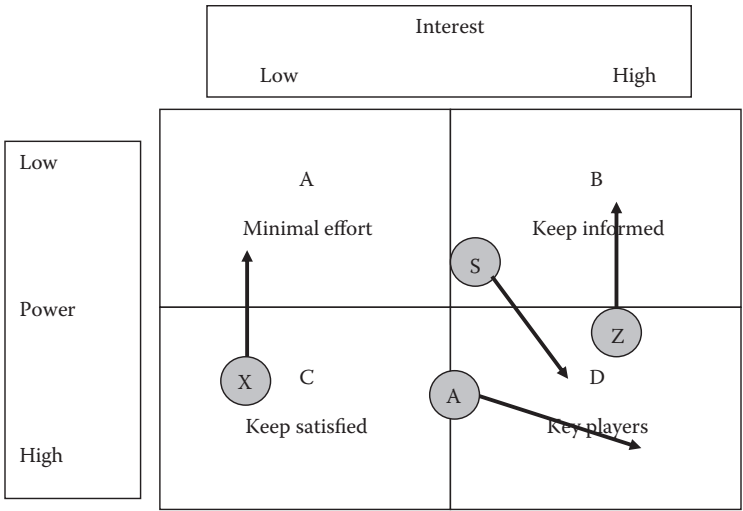 Interest
Low High
Low
Power
High
A
Minimal effort
B
Keep informed
S
Z
X
C
Keep satisfied
A
D
Key players